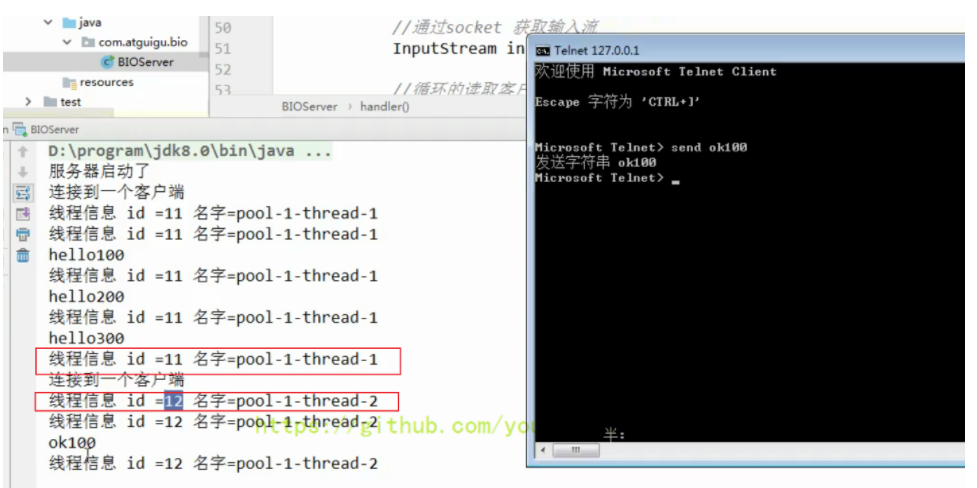 java
com.atguigu.bio
BIOServer
resources
test
50
51
52
53
//通过socket 获取输入流
InputStream in
//循环的读取客户
BIOServer › handler()
BIOServer
D:\program\jdk8.0\bin\java ...
服务器启动了
连接到一个客户端
线程信息 id =11 名字=pool-1-thread-1
线程信息 id =11 名字=pool-1-thread-1
hello100
线程信息 id =11 名字=pool-1-thread-1
hello200
线程信息 id =11 名字=pool-1-thread-1
hello300
线程信息 id =11 名字=pool-1-thread-1
连接到一个客户端
线程信息 id =12 名字=pool-1-thread-2
线程信息 id =12 名字=pool-1-thread-2
ok100
线程信息 id =12 名字=pool-1-thread-2
https://github.com/you
Telnet 127.0.0.1
欢迎使用 Microsoft Telnet Client
Escape 字符为 'CTRL+]'
Microsoft Telnet> send ok100
发送字符串 ok100
Microsoft Telnet> _
半: